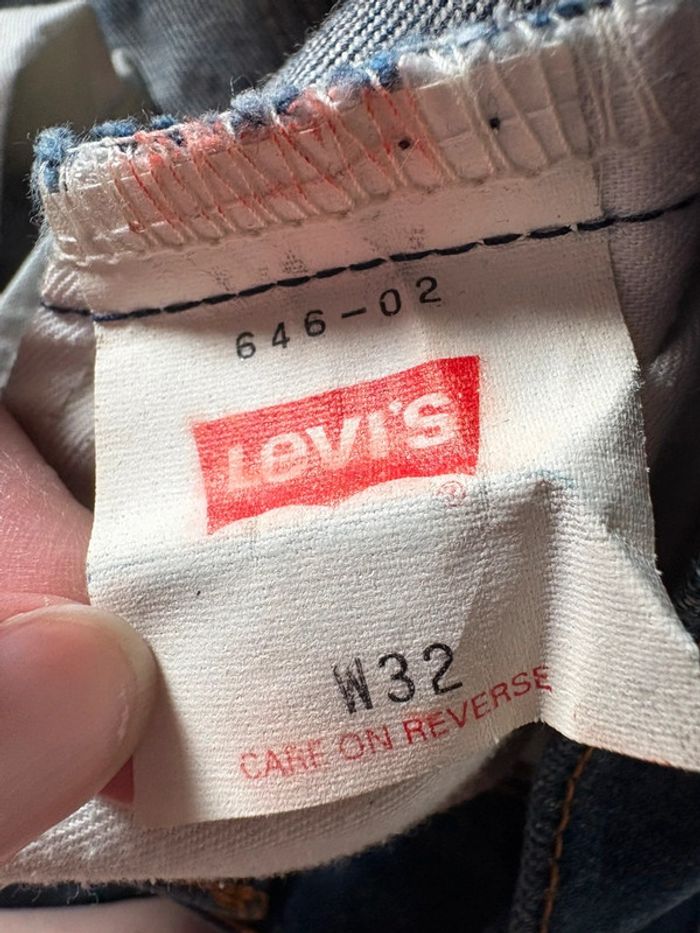 646-02
Levi's
®
W32
CARE ON REVERSE